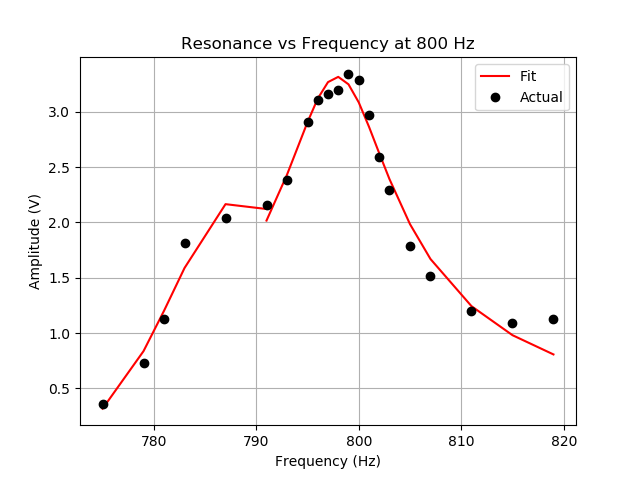 Resonance vs Frequency at 800 Hz
Fit
Actual
3.0
2.5
2.0
1.5
1.0
0.5
Amplitude (V)
780
790
800
810
820
Frequency (Hz)